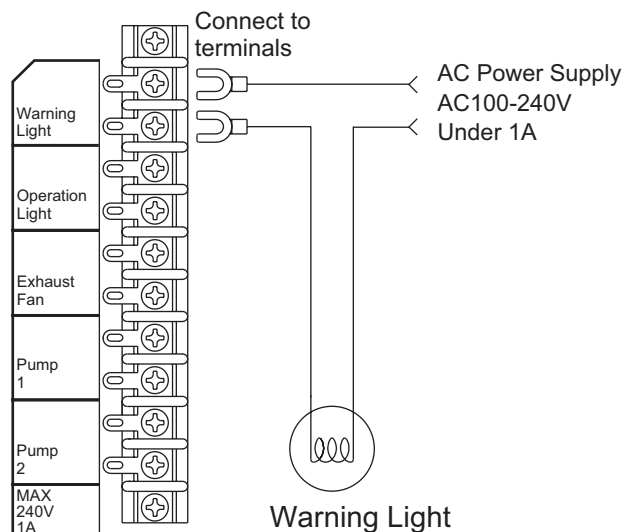 Connect to
terminals
AC Power Supply
AC100-240V
Under 1A
Warning
Light
Operation
Light
Exhaust
Fan
Pump
1
Pump
2
MAX
240V
1A
Warning Light